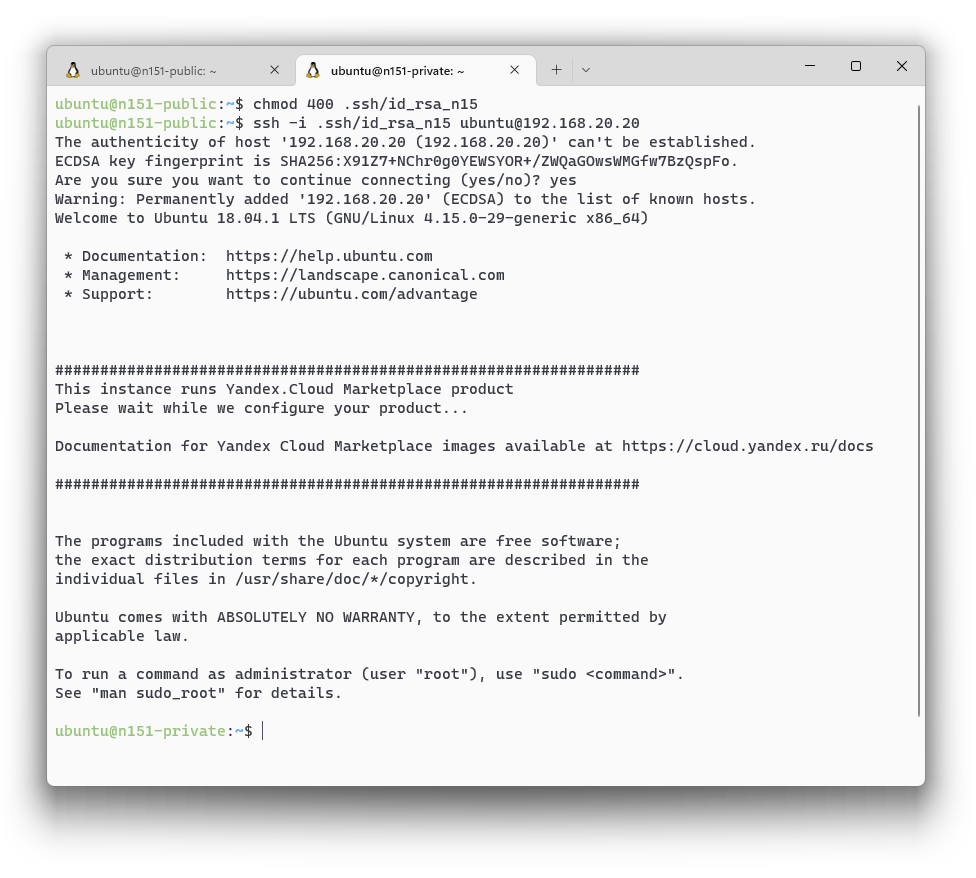 ubuntu@n151-public: ~
ubuntu@n151-private: ~
ubuntu@n151-public:~$ chmod 400 .ssh/id_rsa_n15
ubuntu@n151-public:~$ ssh -i .ssh/id_rsa_n15 ubuntu@192.168.20.20
The authenticity of host '192.168.20.20 (192.168.20.20)' can't be established.
ECDSA key fingerprint is SHA256:X91Z7+NChr0g0YEWSYOR+/ZWQaGOwsWMGfw7BzQspFo.
Are you sure you want to continue connecting (yes/no)? yes
Warning: Permanently added '192.168.20.20' (ECDSA) to the list of known hosts.
Welcome to Ubuntu 18.04.1 LTS (GNU/Linux 4.15.0-29-generic x86_64)
* Documentation:  https://help.ubuntu.com
* Management:     https://landscape.canonical.com
* Support:        https://ubuntu.com/advantage
#################################################################
This instance runs Yandex.Cloud Marketplace product
Please wait while we configure your product...
Documentation for Yandex Cloud Marketplace images available at https://cloud.yandex.ru/docs
#################################################################
The programs included with the Ubuntu system are free software;
the exact distribution terms for each program are described in the
individual files in /usr/share/doc/*/copyright.
Ubuntu comes with ABSOLUTELY NO WARRANTY, to the extent permitted by
applicable law.
To run a command as administrator (user "root"), use "sudo <command>".
See "man sudo_root" for details.
ubuntu@n151-private:~$